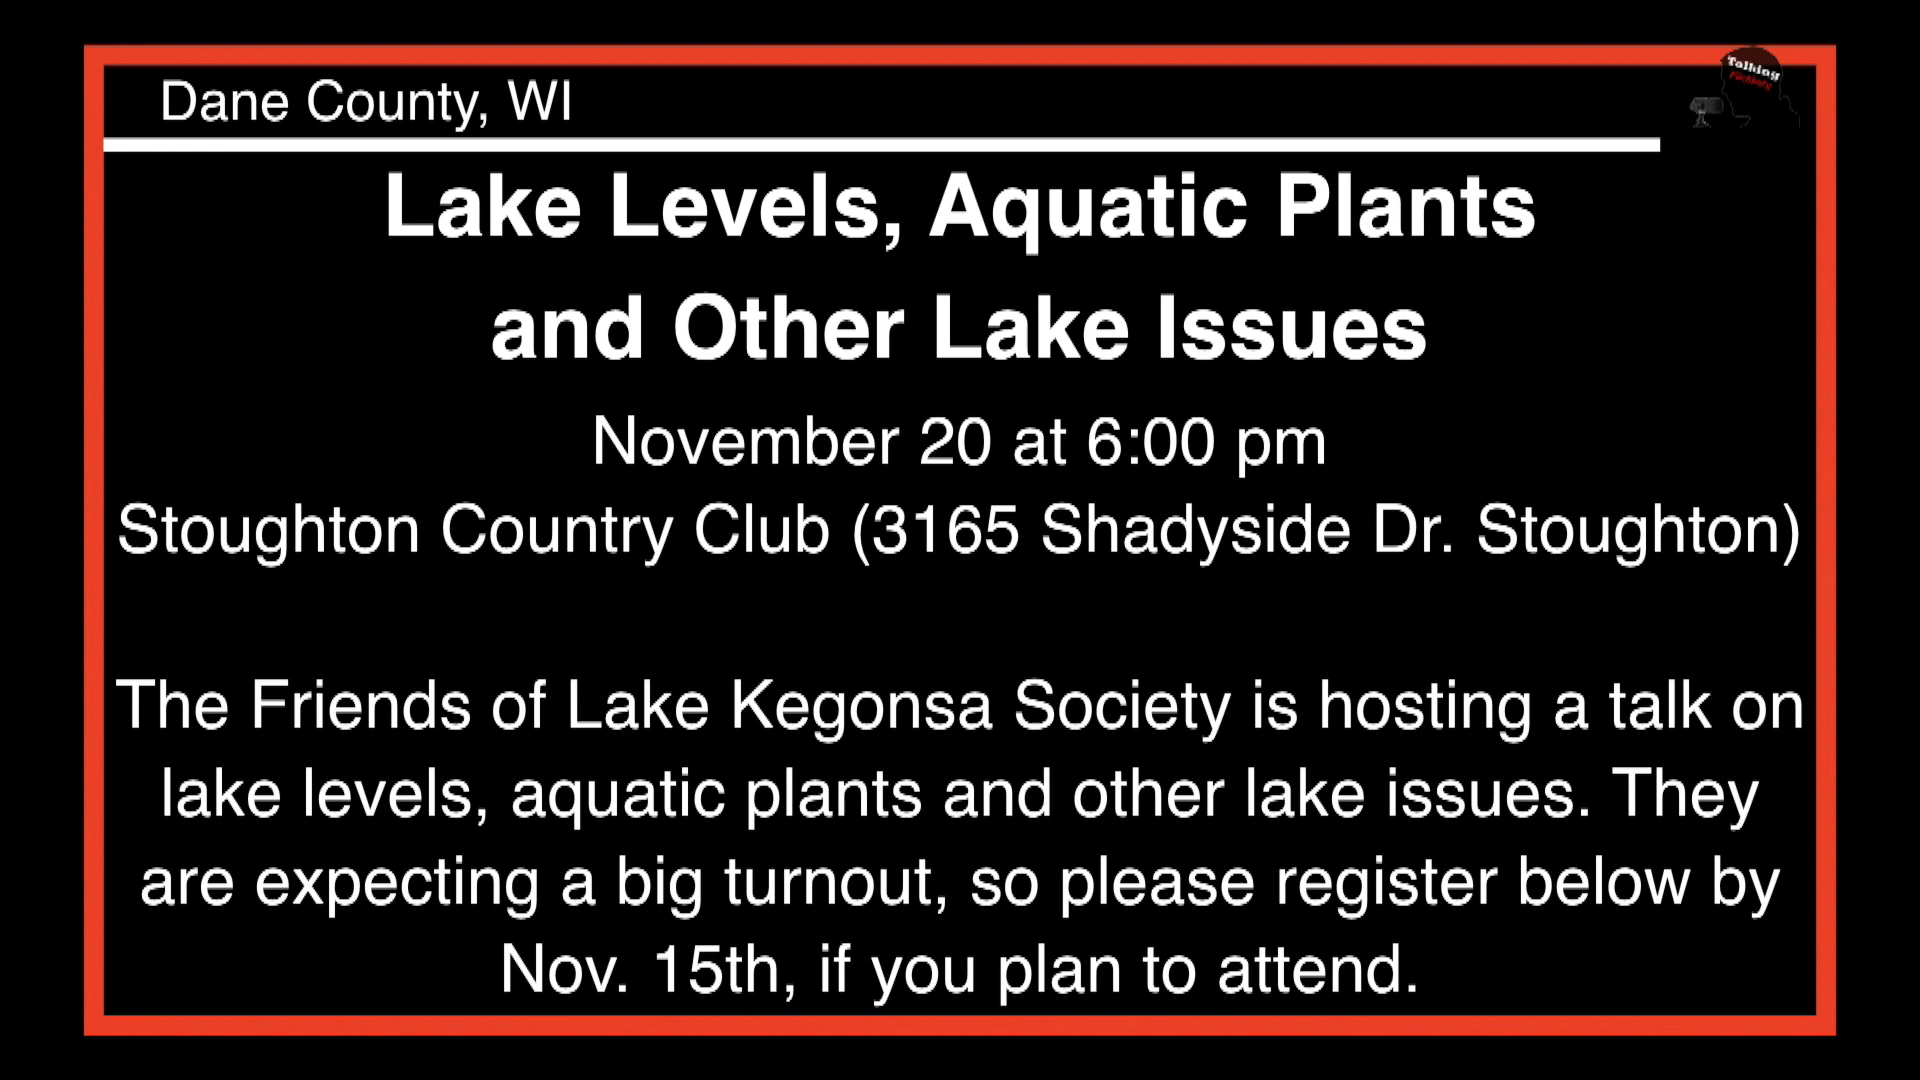 Dane County, WI
Talking
Lake Levels, Aquatic Plants
and Other Lake Issues
November 20 at 6:00 pm
Stoughton Country Club (3165 Shadyside Dr. Stoughton)
The Friends of Lake Kegonsa Society is hosting a talk on
lake levels, aquatic plants and other lake issues. They
are expecting a big turnout, so please register below by
Nov. 15th, if you plan to attend.